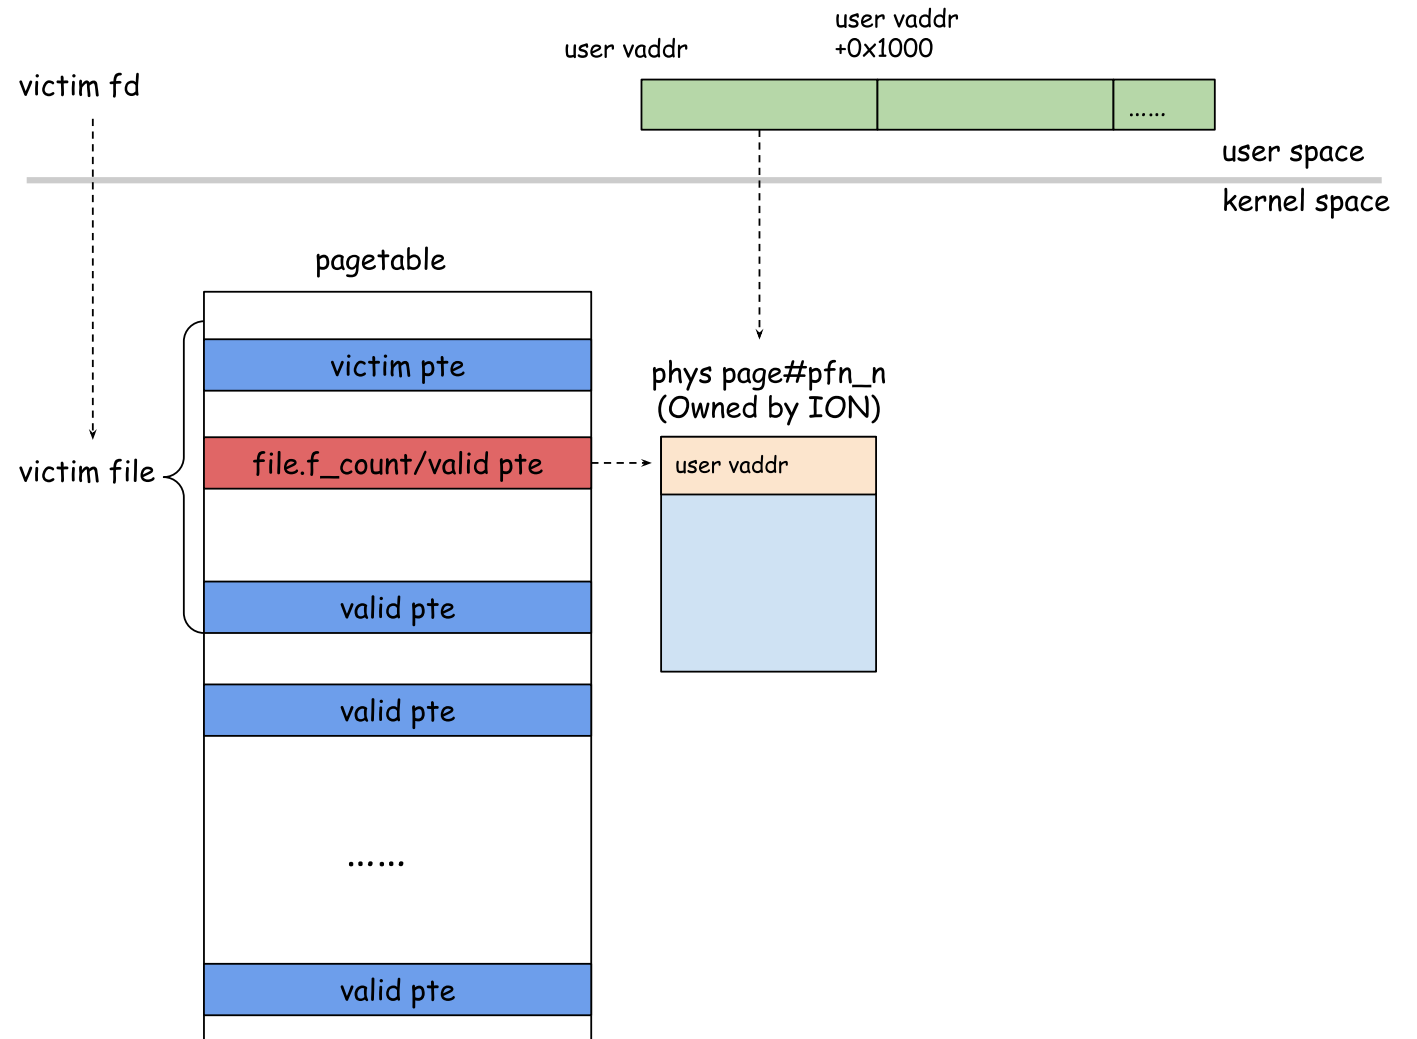 user vaddr
user vaddr
+0x1000
victim fd
......
user space
kernel space
pagetable
victim pte
phys page#pfn_n
(Owned by ION)
victim file
file.f_count/valid pte
user vaddr
valid pte
valid pte
......
valid pte